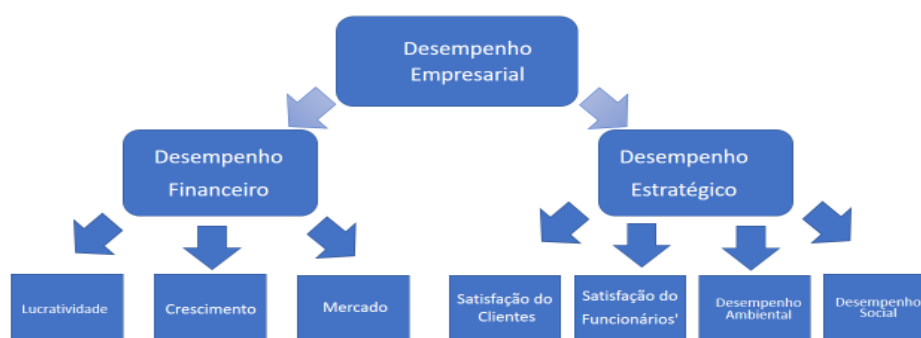 Desempenho
Empresarial
Desempenho
Financeiro
Desempenho
Estratégico
Lucratividade
Crescimento
Mercado
Satisfação do
Clientes
Satisfação do
Funcionários'
Desempenho
Ambiental
Desempenho
Social